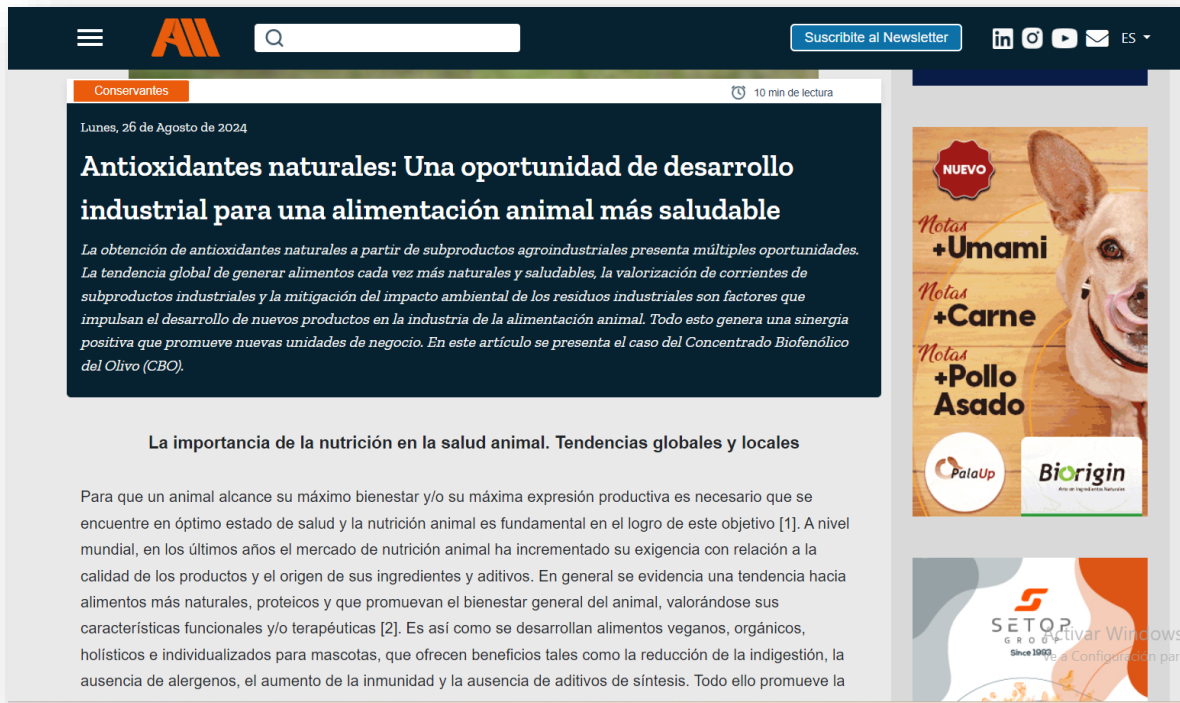 Suscribite al Newsletter
ES
Conservantes
10 min de lectura
Lunes, 26 de Agosto de 2024
Antioxidantes naturales: Una oportunidad de desarrollo
industrial para una alimentación animal más saludable
La obtención de antioxidantes naturales a partir de subproductos agroindustriales presenta múltiples oportunidades.
La tendencia global de generar alimentos cada vez más naturales y saludables, la valorización de corrientes de
subproductos industriales y la mitigación del impacto ambiental de los residuos industriales son factores que
impulsan el desarrollo de nuevos productos en la industria de la alimentación animal. Todo esto genera una sinergia
positiva que promueve nuevas unidades de negocio. En este artículo se presenta el caso del Concentrado Biofenólico
del Olivo (CBO).
La importancia de la nutrición en la salud animal. Tendencias globales y locales
Para que un animal alcance su máximo bienestar y/o su máxima expresión productiva es necesario que se
encuentre en óptimo estado de salud y la nutrición animal es fundamental en el logro de este objetivo [1]. A nivel
mundial, en los últimos años el mercado de nutrición animal ha incrementado su exigencia con relación a la
calidad de los productos y el origen de sus ingredientes y aditivos. En general se evidencia una tendencia hacia
alimentos más naturales, proteicos y que promuevan el bienestar general del animal, valorándose sus
características funcionales y/o terapéuticas [2]. Es así como se desarrollan alimentos veganos, orgánicos,
holísticos e individualizados para mascotas, que ofrecen beneficios tales como la reducción de la indigestión, la
ausencia de alergenos, el aumento de la inmunidad y la ausencia de aditivos de síntesis. Todo ello promueve la
NUEVO
Notas
+Umami
Notas
+Carne
Notas
+Pollo
Asado
PalaUp
Biorigin
Arte en Ingredientes Naturales
SETOP
GROUP
Since 1993
Activar Windows
Ve a Configuración par